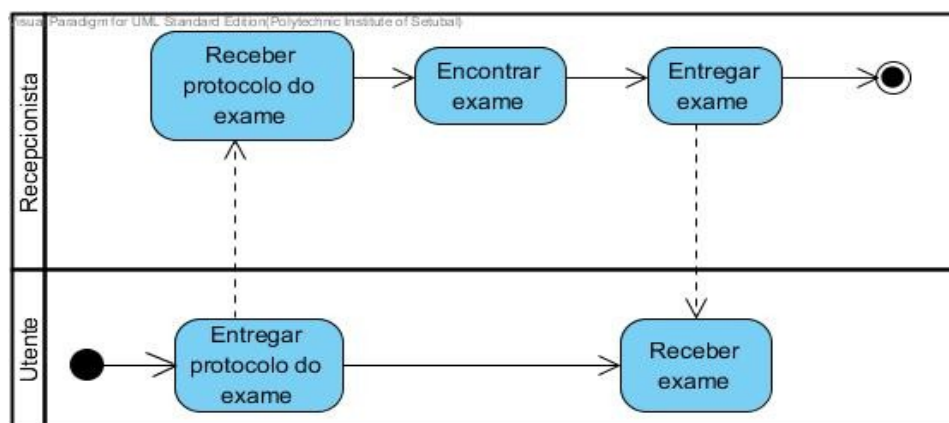 Visual Paradigm for UML Standard Edition(Polytechnic Institute of Setubal)
Recepcionista
Receber
protocolo do
exame
Encontrar
exame
Entregar
exame
Utente
Entregar
protocolo do
exame
Receber
exame